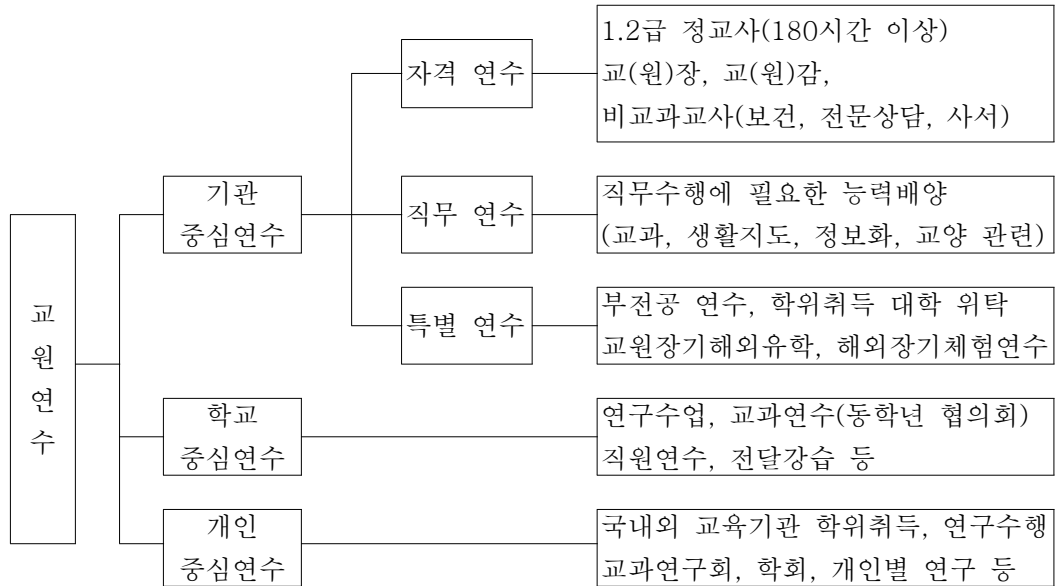 교원연수
기관
중심연수
자격 연수
1.2급 정교사(180시간 이상)
교(원)장, 교(원)감,
비교과교사(보건, 전문상담, 사서)
직무 연수
직무수행에 필요한 능력배양
(교과, 생활지도, 정보화, 교양 관련)
특별 연수
부전공 연수, 학위취득 대학 위탁
교원장기해외유학, 해외장기체험연수
학교
중심연수
연구수업, 교과연수(동학년 협의회)
직원연수, 전달강습 등
개인
중심연수
국내외 교육기관 학위취득, 연구수행
교과연구회, 학회, 개인별 연구 등